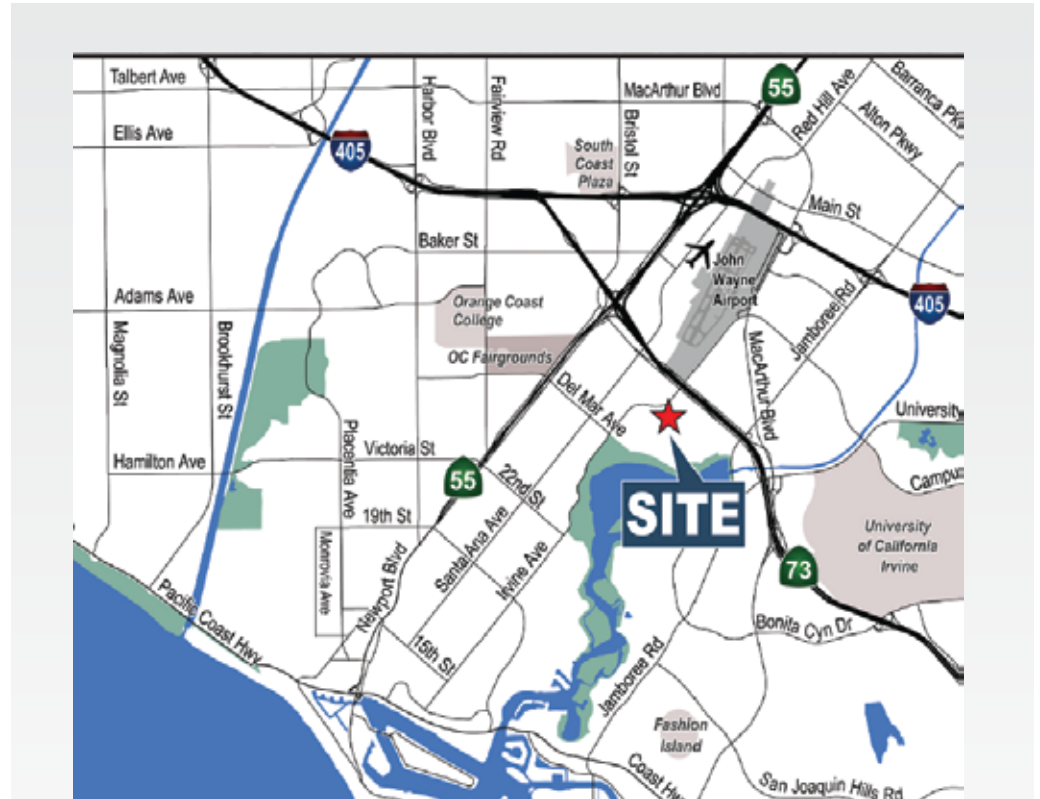 Talbert Ave
Ellis Ave
405
Harbor Blvd
Fairview Rd
MacArthur Blvd
Bristol St
South
Coast
Plaza
55
Red Hill Ave
Barranca Pkwy
Alton Pkwy
Main St
Baker St
John
Wayne
Airport
Adams Ave
Orange Coast
College
OC Fairgrounds
Jamboree Rd
405
Magnolia St
Brookhurst St
MacArthur Blvd
Del Mar Ave
University
Placentia Ave
Victoria St
Hamilton Ave
55
22nd St
Campus
SITE
19th St
Monrovia Ave
Newport Blvd
Santa Ana Ave
Irvine Ave
University
of California
Irvine
73
Pacific Coast Hwy
15th St
Bonita Cyn Dr
Jamboree Rd
Fashion
Island
Coast Hwy
San Joaquin Hills Rd